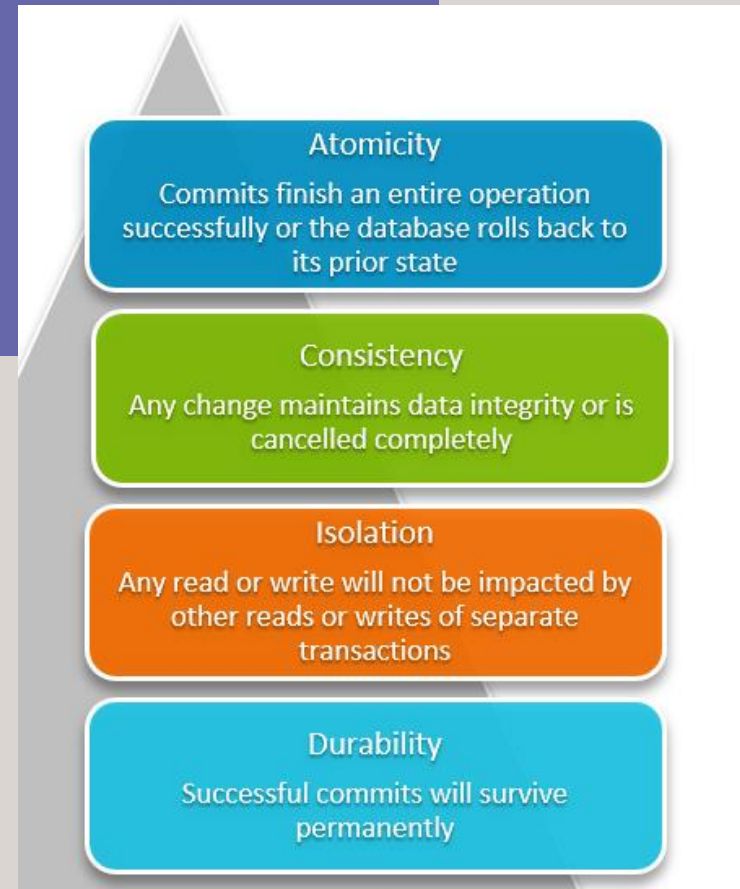 Atomicity
Commits finish an entire operation
successfully or the database rolls back to
its prior state
Consistency
Any change maintains data integrity or is
cancelled completely
Isolation
Any read or write will not be impacted by
other reads or writes of separate
transactions
Durability
Successful commits will survive
permanently